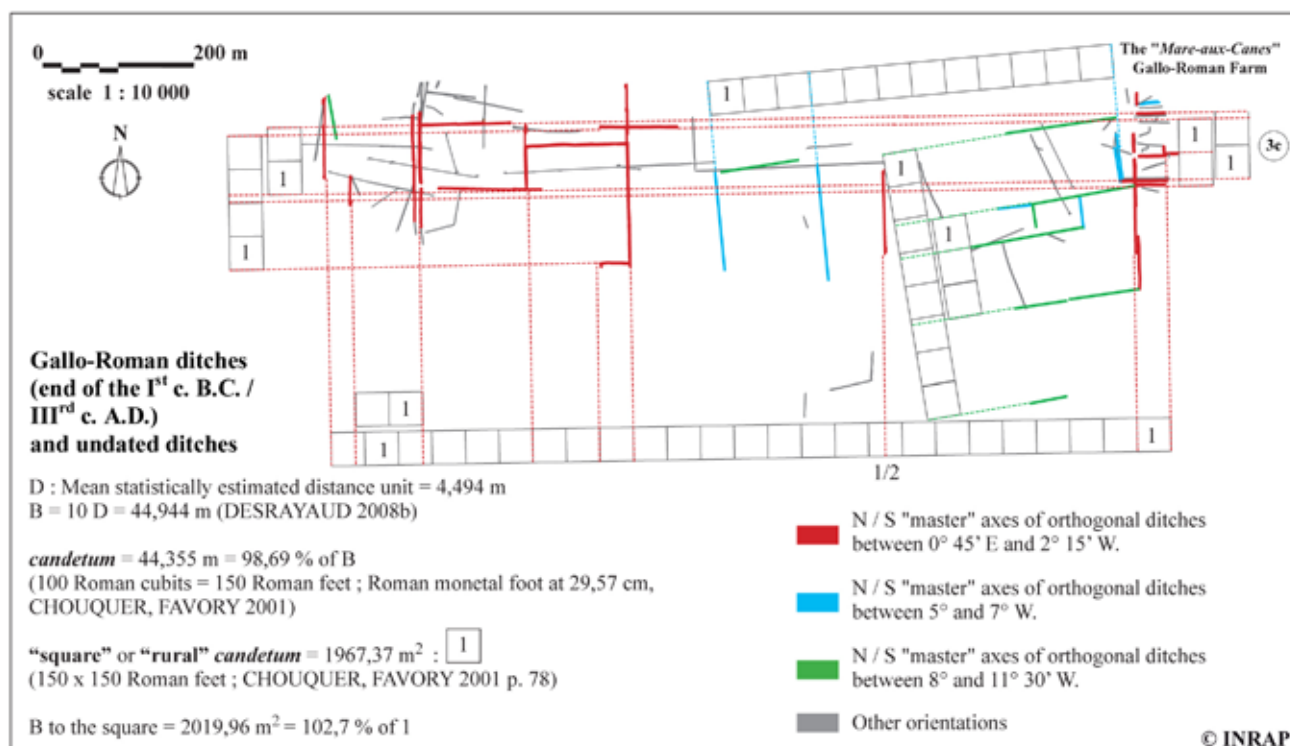 0 200 m
scale 1 : 10 000
N
The "Mare-aux-Canes"
Gallo-Roman Farm
1
1
1
3e
1
1
1
1
1
Gallo-Roman ditches
(end of the Ist c. B.C. /
IIIrd c. A.D.)
and undated ditches
1
1
1
1/2
D : Mean statistically estimated distance unit = 4,494 m
B = 10 D = 44,944 m (DESRAYAUD 2008b)
candetum = 44,355 m = 98,69 % of B
(100 Roman cubits = 150 Roman feet ; Roman monetal foot at 29,57 cm,
CHOUQUER, FAVORY 2001)
“square” or “rural” candetum = 1967,37 m2 : 1
(150 x 150 Roman feet ; CHOUQUER, FAVORY 2001 p. 78)
B to the square = 2019,96 m2 = 102,7 % of 1
N / S "master" axes of orthogonal ditches
between 0° 45' E and 2° 15' W.
N / S "master" axes of orthogonal ditches
between 5° and 7° W.
N / S "master" axes of orthogonal ditches
between 8° and 11° 30' W.
Other orientations
© INRAP